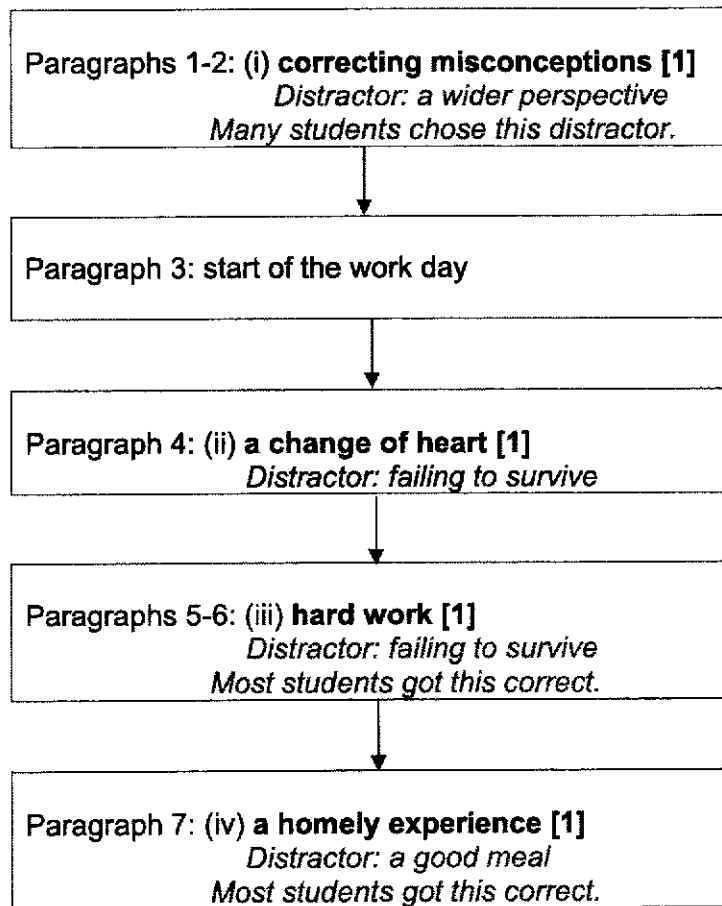 Paragraphs 1-2: (i) correcting misconceptions [1]
Distractor: a wider perspective
Many students chose this distractor.
Paragraph 3: start of the work day
Paragraph 4: (ii) a change of heart [1]
Distractor: failing to survive
Paragraphs 5-6: (iii) hard work [1]
Distractor: failing to survive
Most students got this correct.
Paragraph 7: (iv) a homely experience [1]
Distractor: a good meal
Most students got this correct.